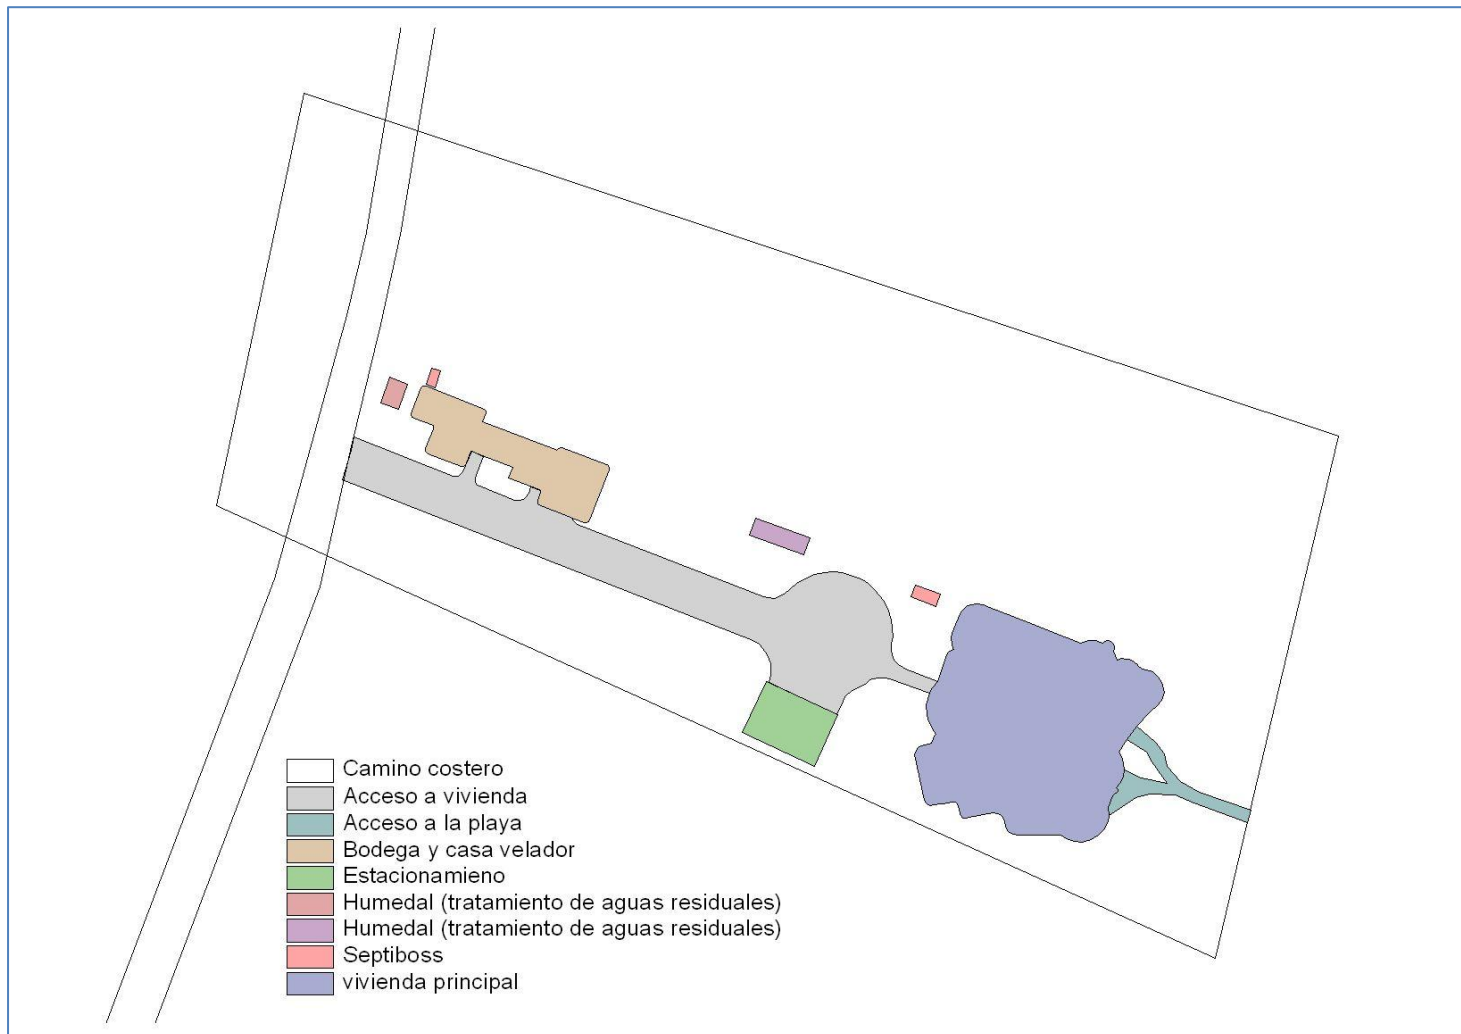 Camino costero
Acceso a vivienda
Acceso a la playa
Bodega y casa velador
Estacionamieno
Humedal (tratamiento de aguas residuales)
Humedal (tratamiento de aguas residuales)
Septiboss
vivienda principal